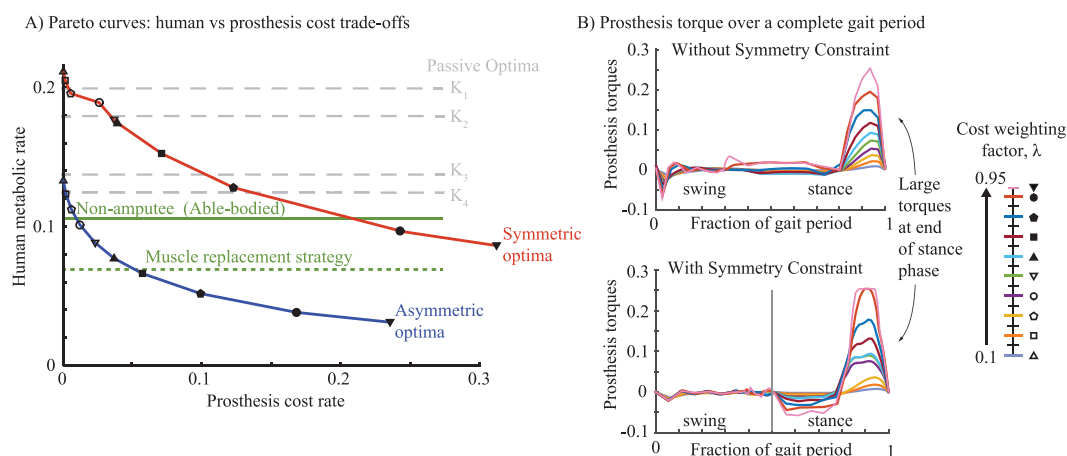 A) Pareto curves: human vs prosthesis cost trade-offs
Human metabolic rate
0.2
0.1
0
0
0.1
0.2
0.3
Prosthesis cost rate
Passive Optima
K1
K2
K3
K4
Non-amputee (Able-bodied)
Muscle replacement strategy
Symmetric
optima
Asymmetric
optima
B) Prosthesis torque over a complete gait period
Without Symmetry Constraint
Prosthesis torques
0.3
0.2
0.1
0
-0.1
swing
stance
0
1
Fraction of gait period
With Symmetry Constraint
Prosthesis torques
0.3
0.2
0.1
0
-0.1
swing
stance
0
1
Fraction of gait period
Large
torques
at end
of stance
phase
Cost weighting
factor, λ
0.95
0.1